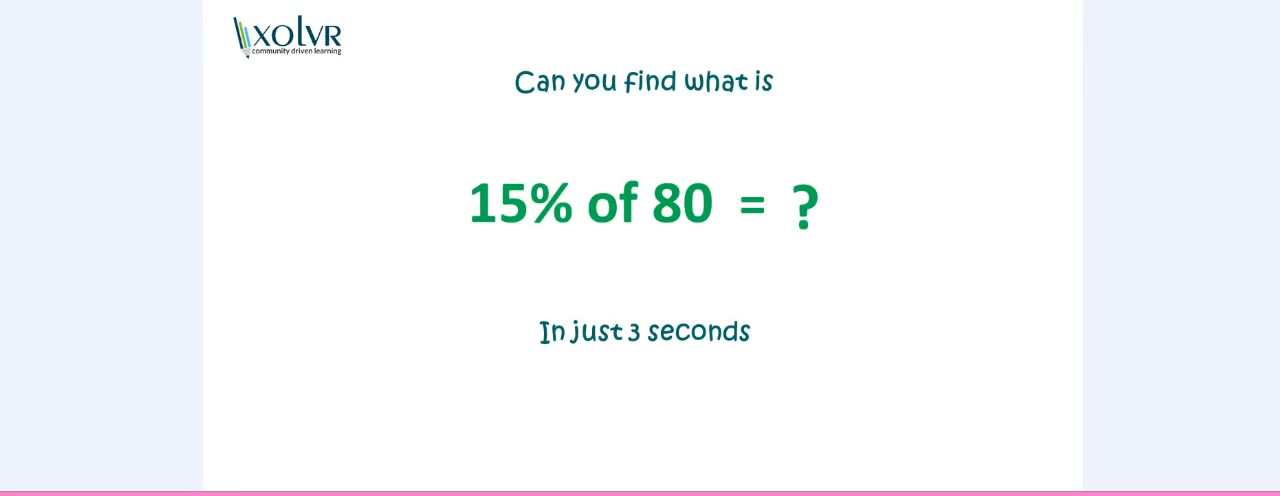 xolvr
community driven learning
Can you find what is
15% of 80 = ?
In just 3 seconds